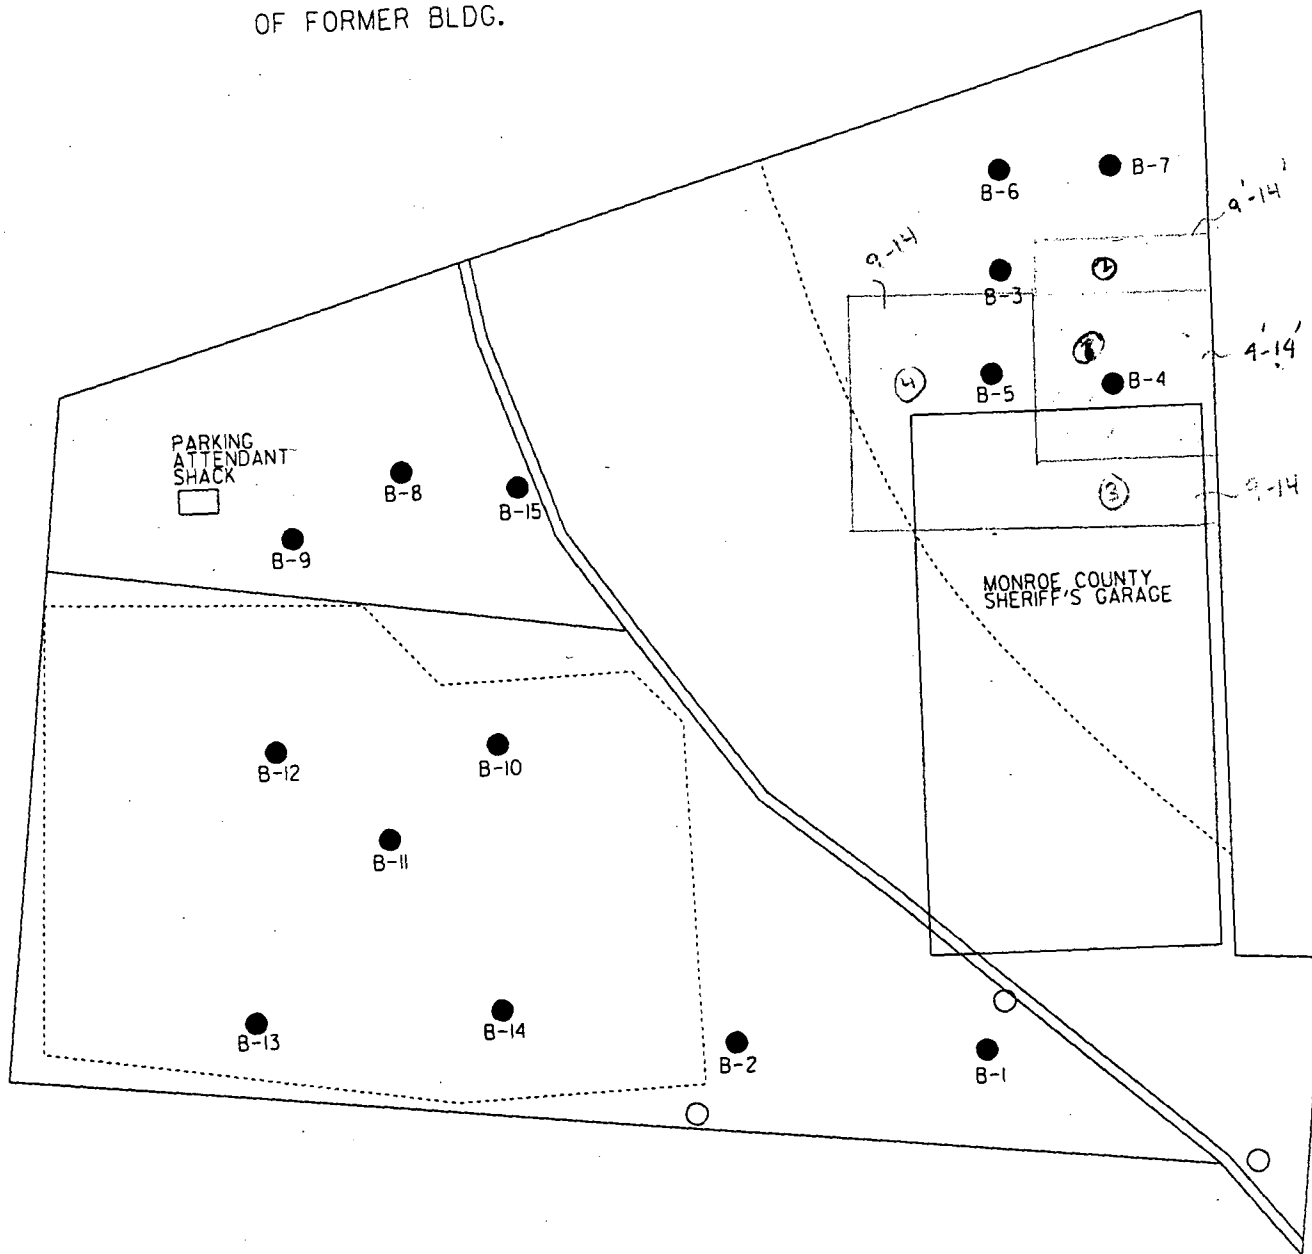 OF FORMER BLDG.
B-6
B-7
9'-14'
9-14
B-3
2
4'-14'
4
B-5
B-4
PARKING
ATTENDANT
SHACK
B-8
B-15
3
9-14
B-9
MONROE COUNTY
SHERIFF'S GARAGE
B-12
B-10
B-11
B-13
B-14
B-2
B-1